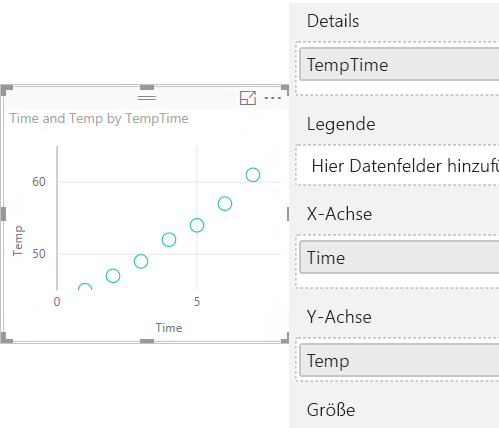 Details
TempTime
Legende
Hier Datenfelder hinzufü
X-Achse
Time
Y-Achse
Temp
Größe
Time and Temp by TempTime
60
50
Temp
0
5
Time